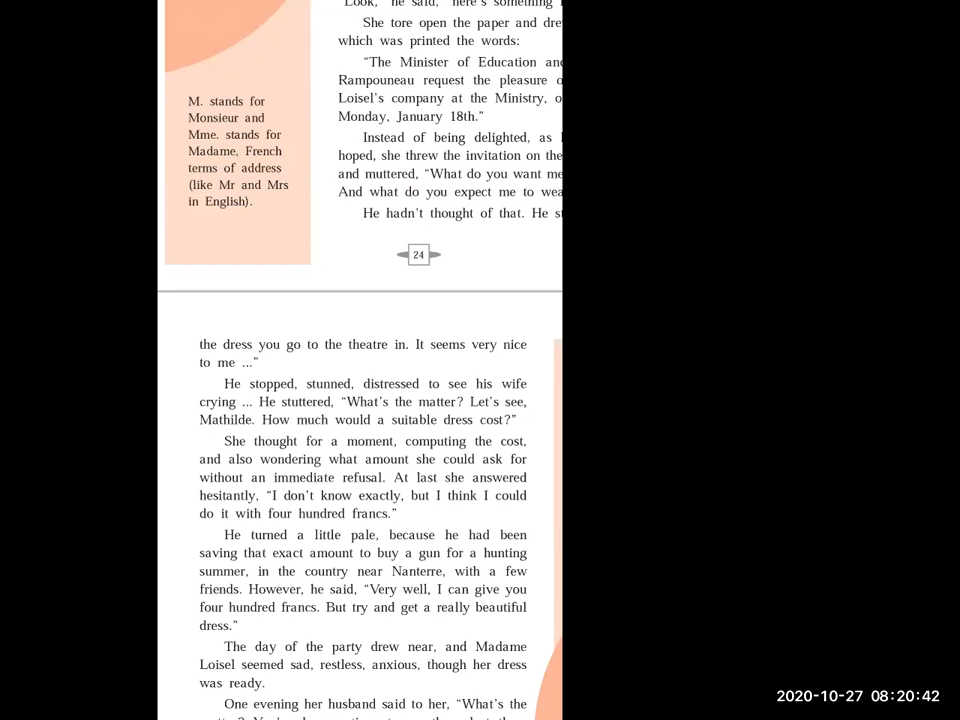 "Look," he said, "here's something
She tore open the paper and
which was printed the words:
"The Minister of Education
Rampouneau request the pleasure
Loisel's company at the Ministry,
Monday, January 18th."
Instead of being delighted, as
hoped, she threw the invitation on the
and muttered, "What do you want me
And what do you expect me to
He hadn't thought of that. He
M. stands for
Monsieur and
Mme. stands for
Madame, French
terms of address
(like Mr and Mrs
in English).
24
the dress you go to the theatre in. It seems very nice
to me ..."
He stopped, stunned, distressed to see his wife
crying ... He stuttered, "What's the matter? Let's see,
Mathilde. How much would a suitable dress cost?"
She thought for a moment, computing the cost,
and also wondering what amount she could ask for
without an immediate refusal. At last she answered
hesitantly, "I don't know exactly, but I think I could
do it with four hundred francs."
He turned a little pale, because he had been
saving that exact amount to buy a gun for a hunting
summer, in the country near Nanterre, with a few
friends. However, he said, "Very well, I can give you
four hundred francs. But try and get a really beautiful
dress."
The day of the party drew near, and Madame
Loisel seemed sad, restless, anxious, though her dress
was ready.
One evening her husband said to her, "What's the
2020-10-27 08:20:42